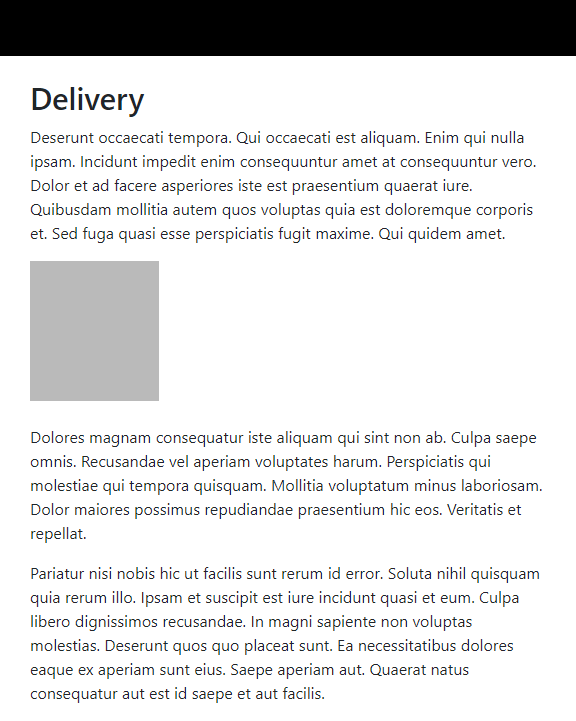 Delivery
Deserunt occaecati tempora. Qui occaecati est aliquam. Enim qui nulla
ipsam. Incidunt impedit enim consequuntur amet at consequuntur vero.
Dolor et ad facere asperiores iste est praesentium quaerat iure.
Quibusdam mollitia autem quos voluptas quia est doloremque corporis
et. Sed fuga quasi esse perspiciatis fugit maxime. Qui quidem amet.
Dolores magnam consequatur iste aliquam qui sint non ab. Culpa saepe
omnis. Recusandae vel aperiam voluptates harum. Perspiciatis qui
molestiae qui tempora quisquam. Mollitia voluptatum minus laboriosam.
Dolor maiores possimus repudiandae praesentium hic eos. Veritatis et
repellat.
Pariatur nisi nobis hic ut facilis sunt rerum id error. Soluta nihil quisquam
quia rerum illo. Ipsam et suscipit est iure incidunt quasi et eum. Culpa
libero dignissimos recusandae. In magni sapiente non voluptas
molestias. Deserunt quos quo placeat sunt. Ea necessitatibus dolores
eaque ex aperiam sunt eius. Saepe aperiam aut. Quaerat natus
consequatur aut est id saepe et aut facilis.